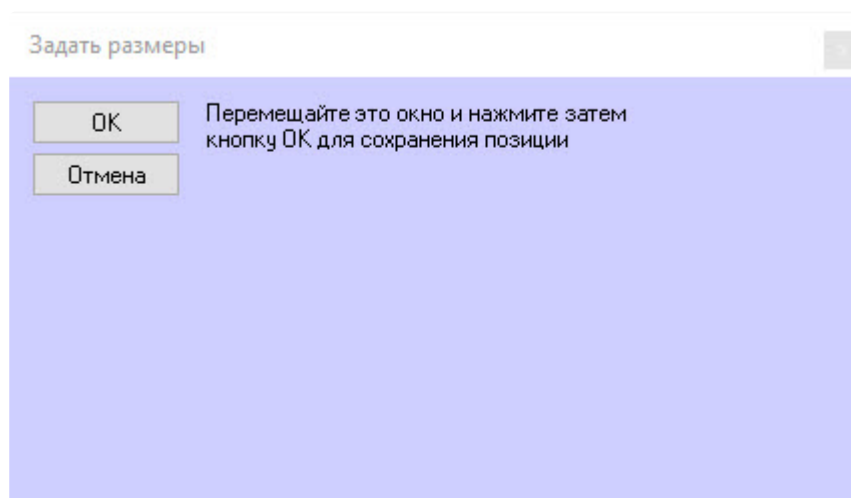 Задать размеры
OK
Перемещайте это окно и нажмите затем
кнопку OK для сохранения позиции
Отмена